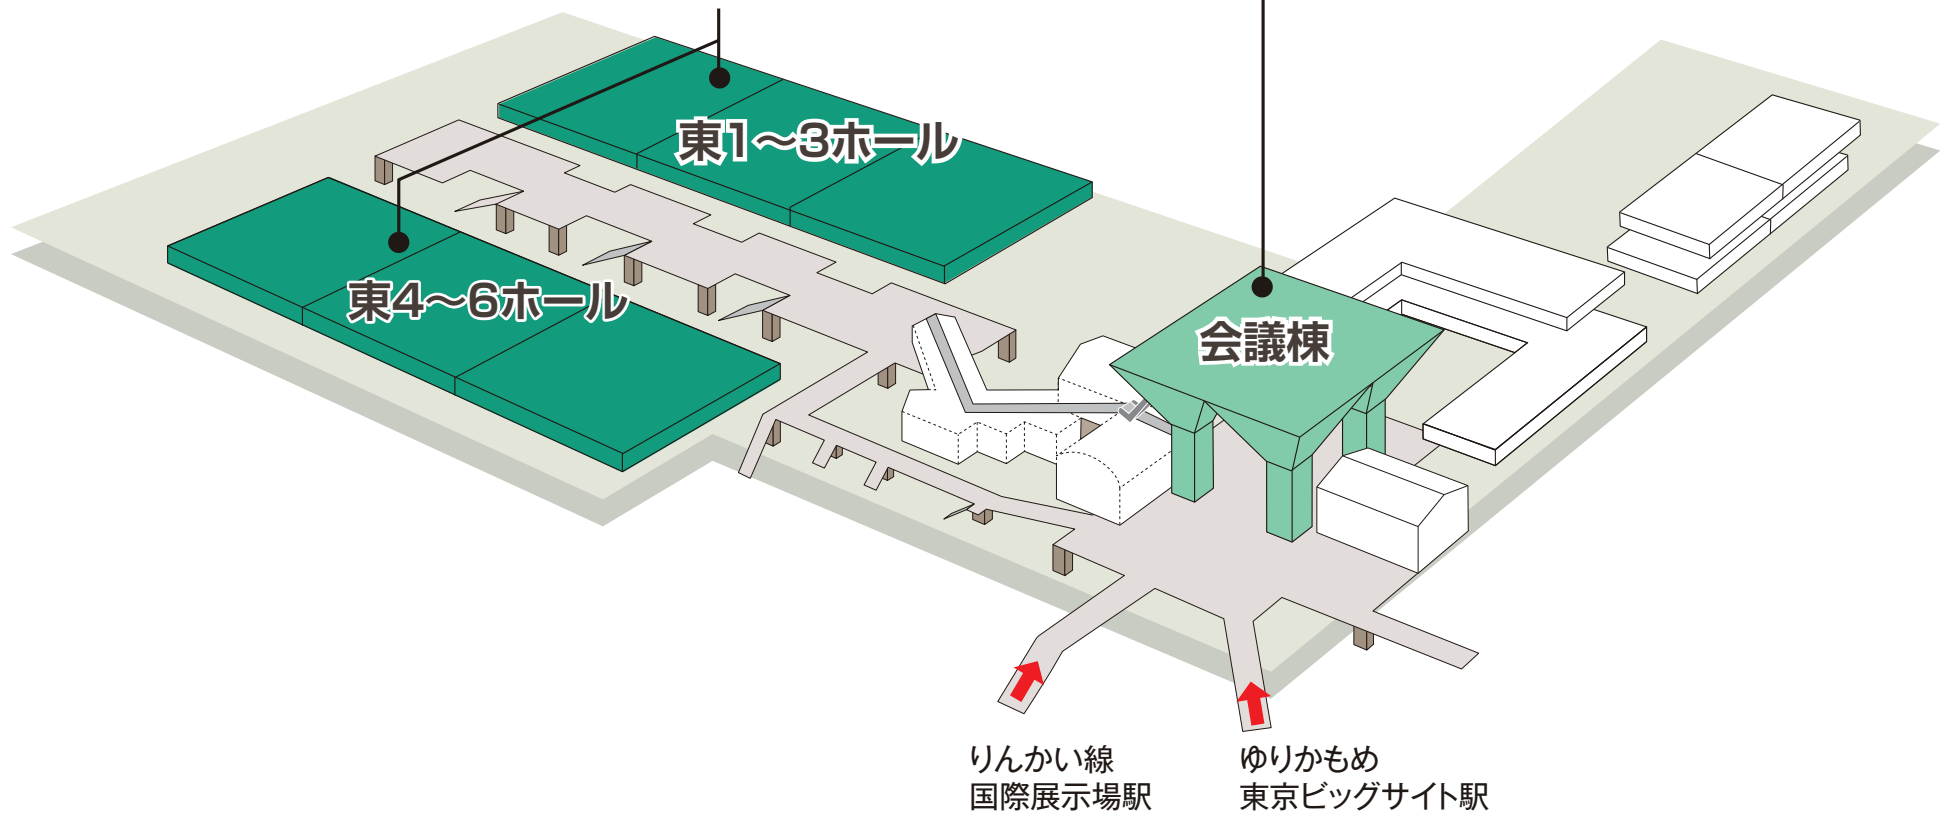 東1～3ホール
東4～6ホール
会議棟
りんかい線
国際展示場駅
ゆりかもめ
東京ビッグサイト駅